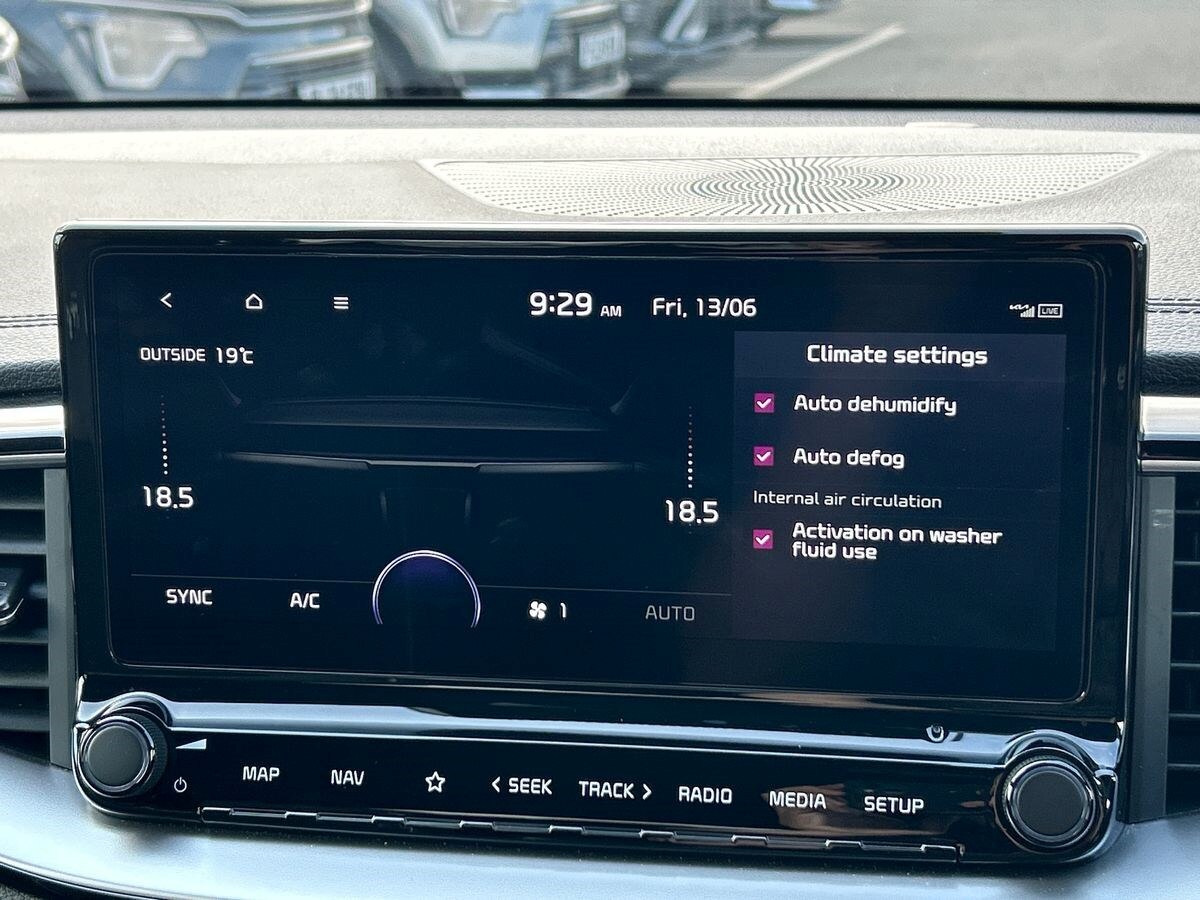 9:29 AM Fri, 13/06
LIVE
OUTSIDE 19°C
18.5
18.5
SYNC
A/C
1
AUTO
Climate settings
Auto dehumidify
Auto defog
Internal air circulation
Activation on washer
fluid use
MAP
NAV
SEEK
TRACK
RADIO
MEDIA
SETUP